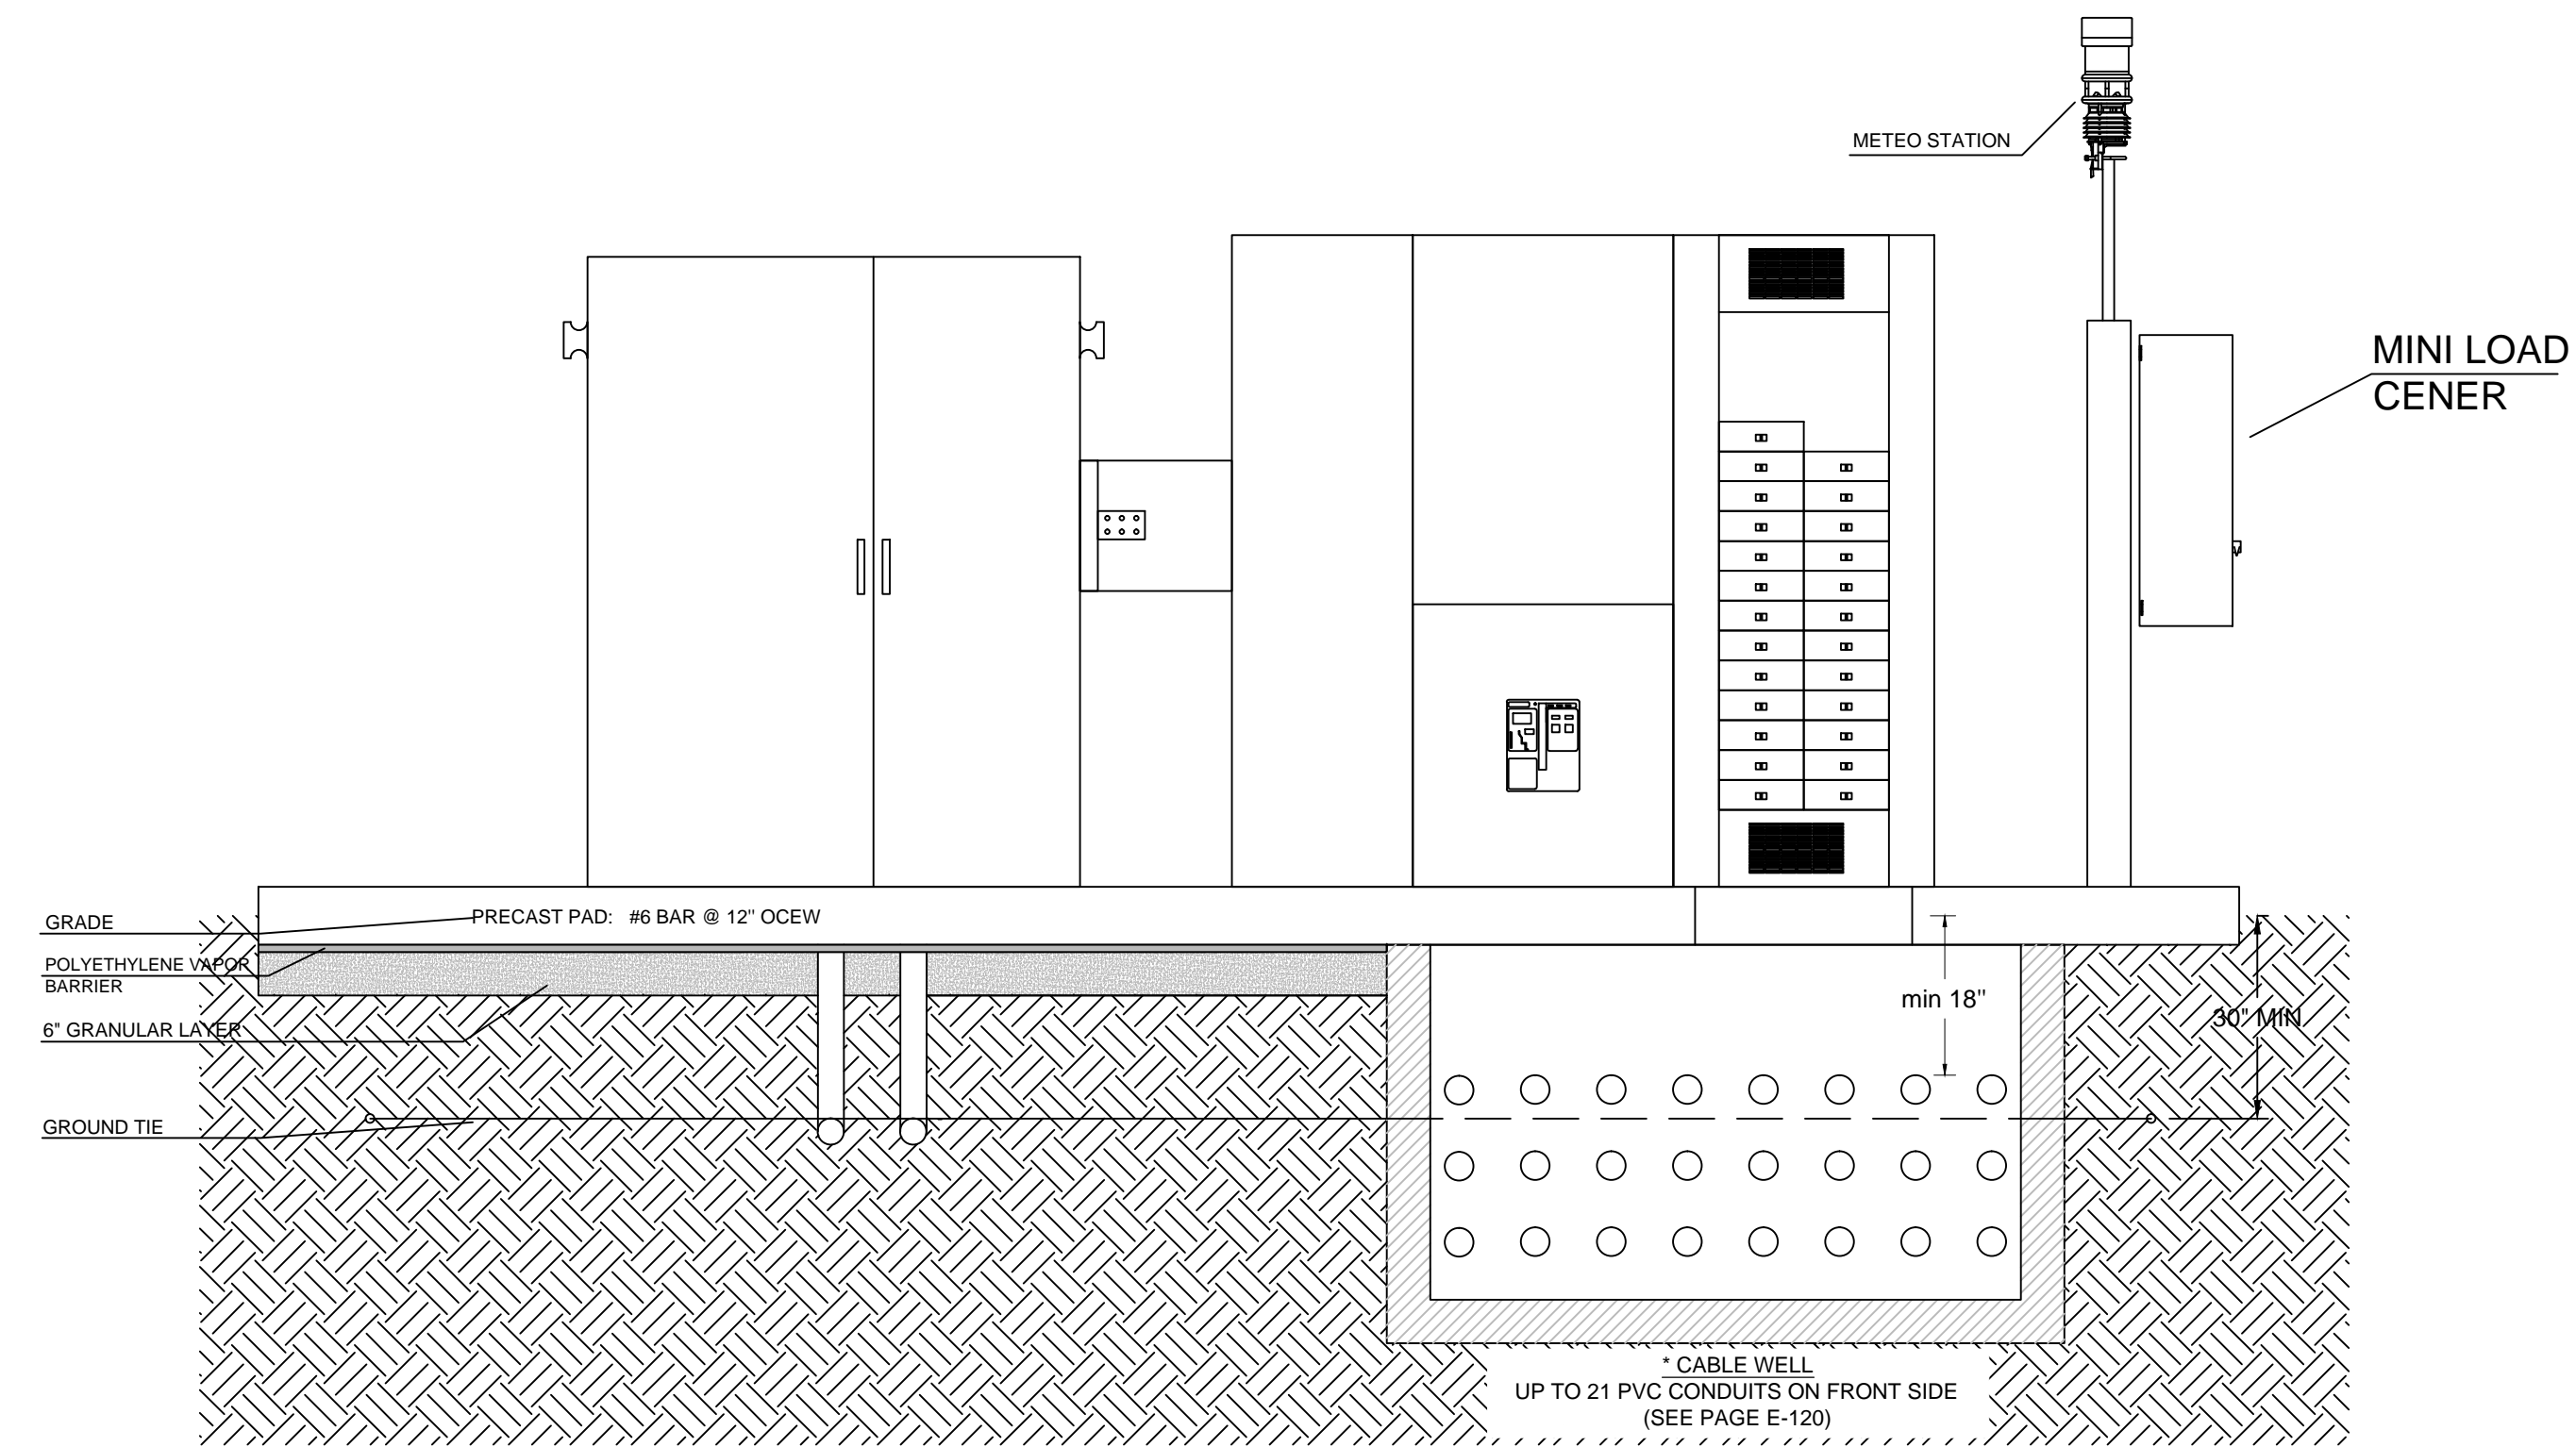 METEO STATION
MINI LOAD
CENER
GRADE
PRECAST PAD: #6 BAR @ 12" OCEW
POLYETHYLENE VAPOR
BARRIER
6" GRANULAR LAYER
min 18"
30" MIN.
GROUND TIE
* CABLE WELL
UP TO 21 PVC CONDUITS ON FRONT SIDE
(SEE PAGE E-120)